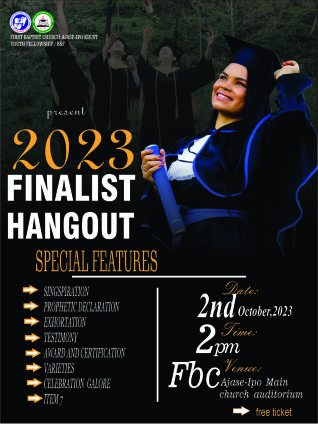 FIRST BAPTIST CHURCH, AJASE-IPO KW/ST
YOUTH FELLOWSHIP / BSF
present
2023
FINALIST
HANGOUT
SPECIAL FEATURES
SINGSPIRATION
PROPHETIC DECLARATION
EXHORTATION
TESTIMONY
AWARD AND CERTIFICATION
VARIETIES
CELEBRATION GALORE
ITEM 7
Date:
2nd October,2023
Time:
2pm
Venue:
Fbc Ajase-Ipo Main
church auditorium
free ticket